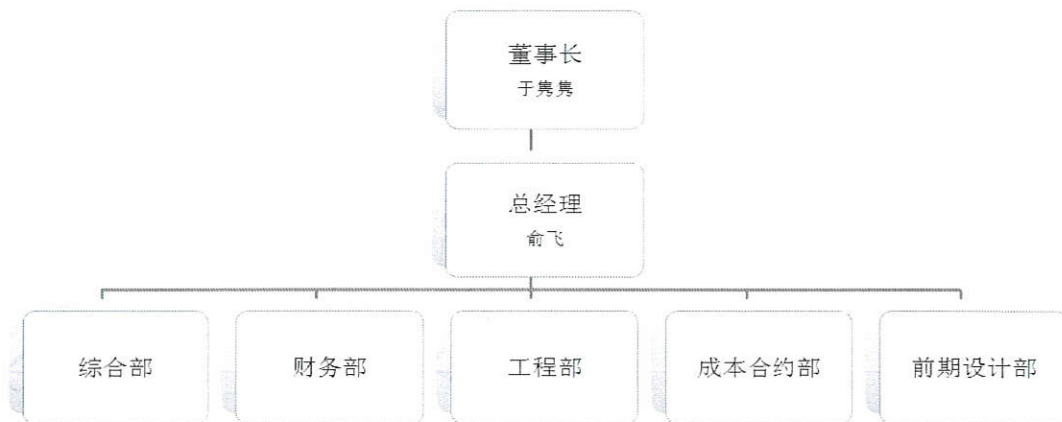 董事长
于隽隽
总经理
俞飞
综合部
财务部
工程部
成本合约部
前期设计部